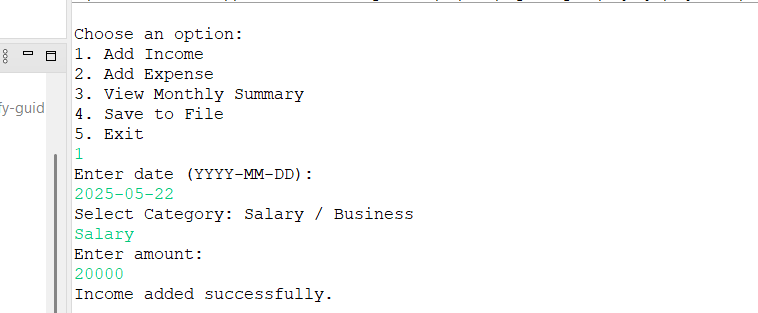 Choose an option:
1. Add Income
2. Add Expense
3. View Monthly Summary
4. Save to File
5. Exit
1
Enter date (YYYY-MM-DD):
2025-05-22
Select Category: Salary / Business
Salary
Enter amount:
20000
Income added successfully.
fy-guid